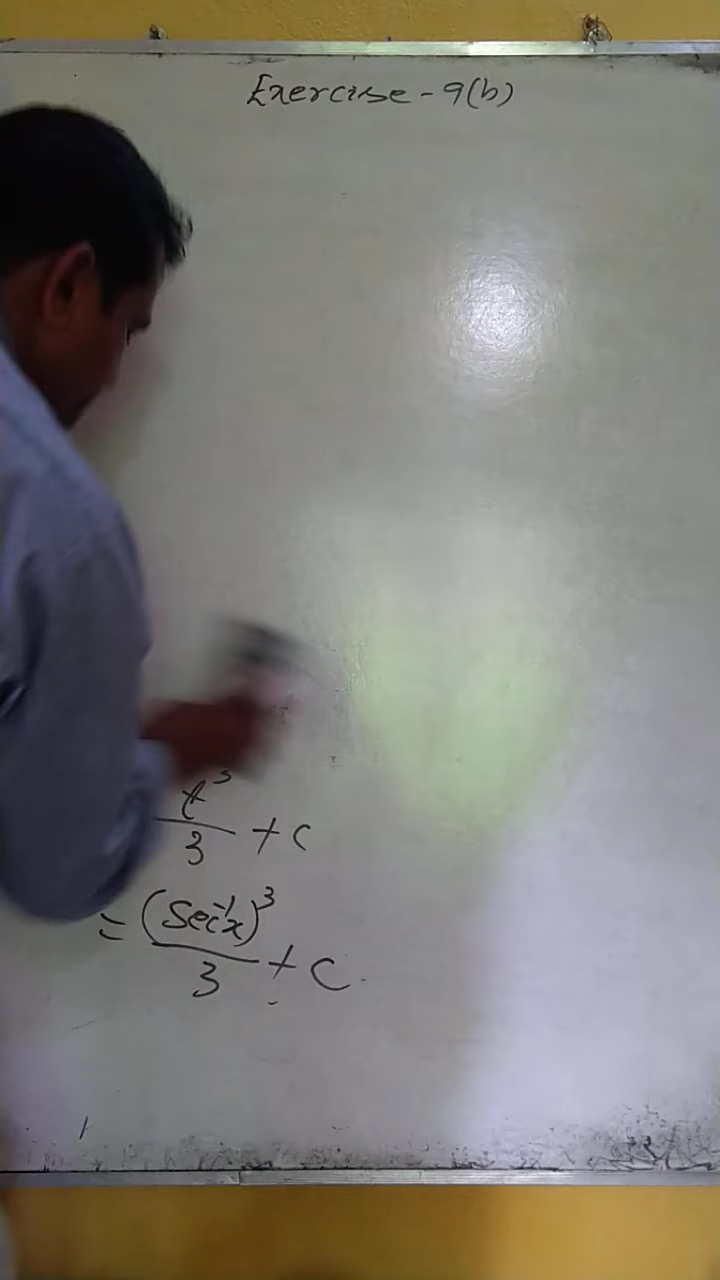 Exercise - 9(b)
t³/3 + c
= (sec⁻¹x)³/3 + C.